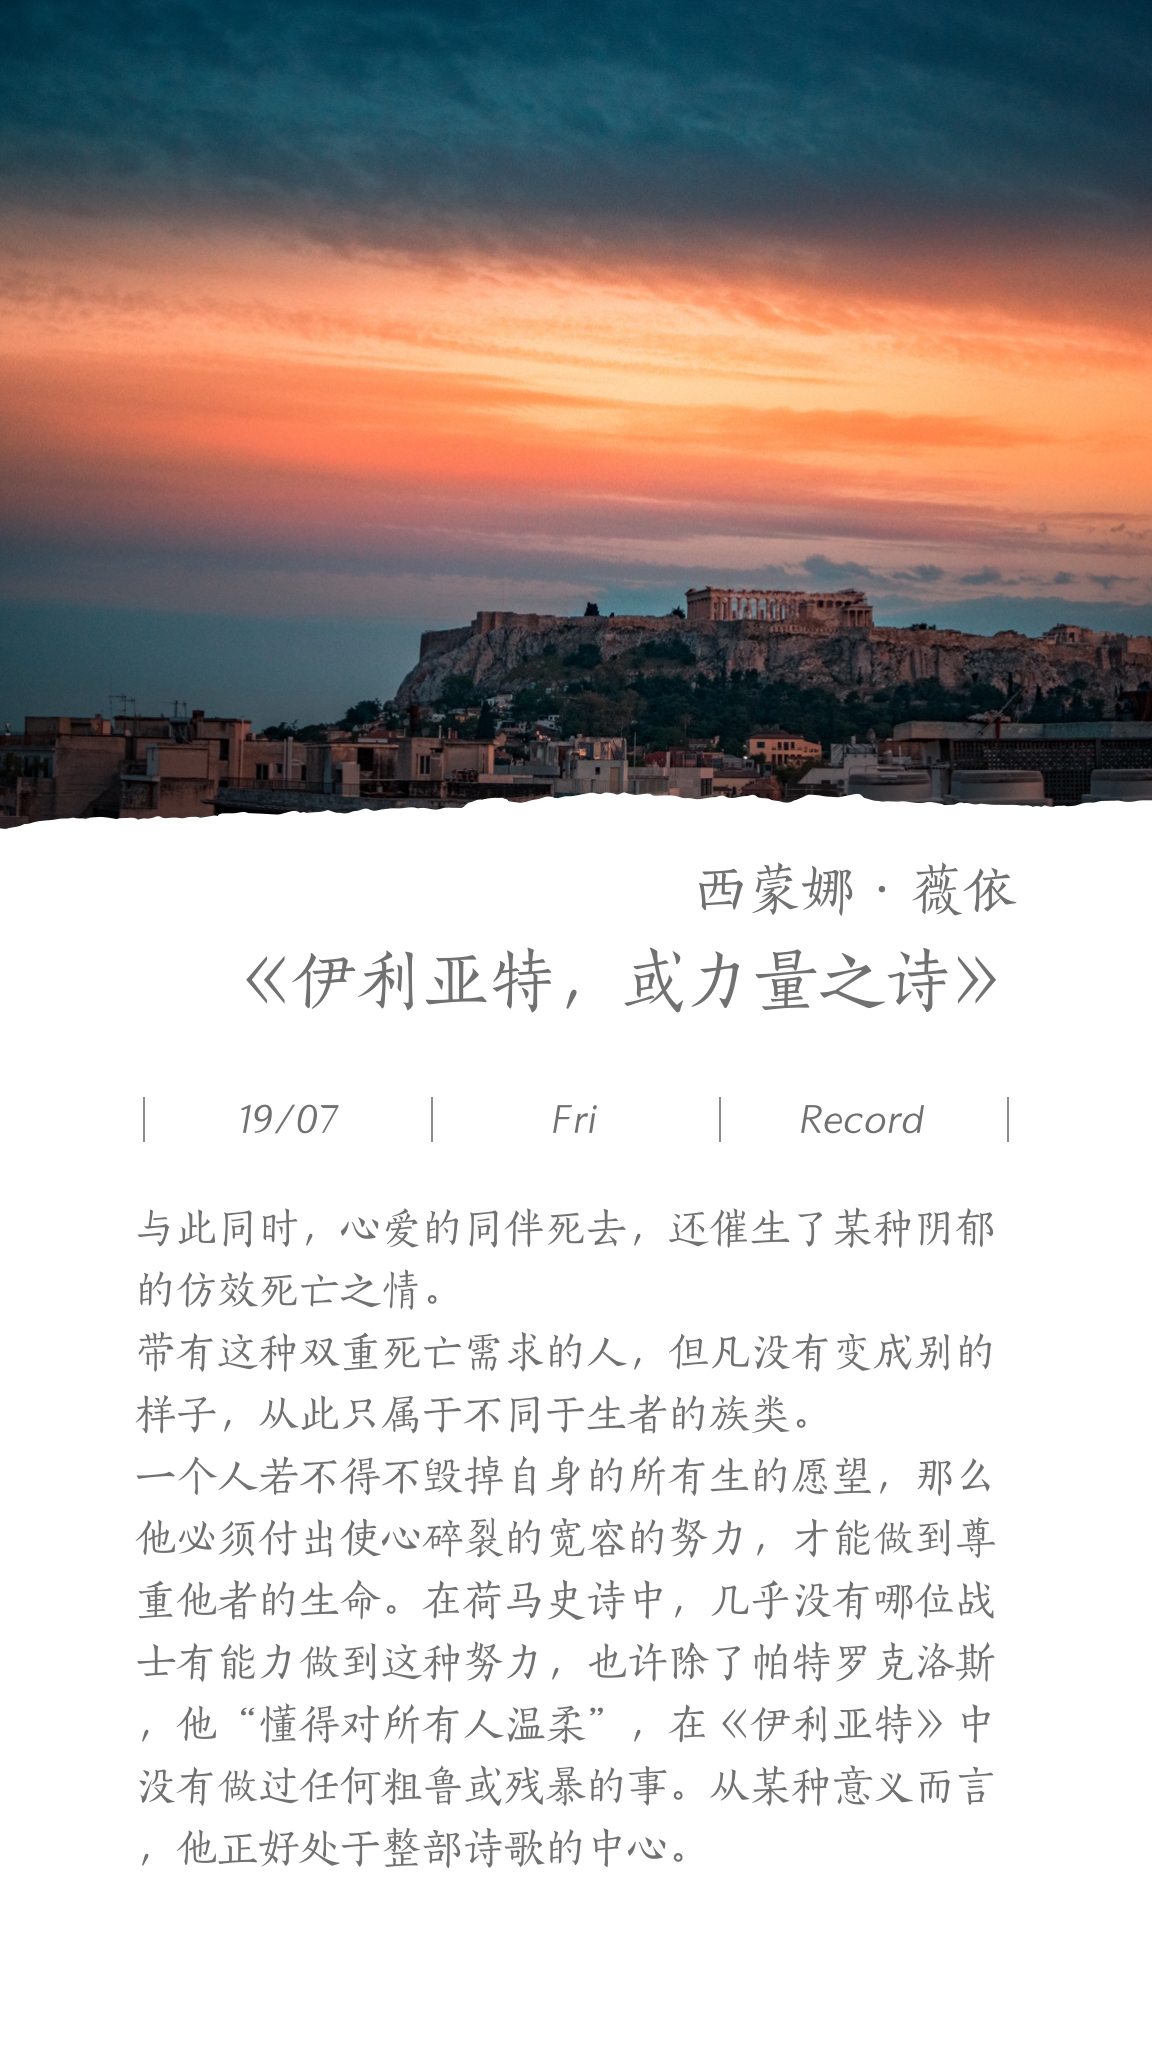 西蒙娜·薇依
《伊利亚特，或力量之诗》
19/07
Fri
Record
与此同时，心爱的同伴死去，还催生了某种阴郁
的仿效死亡之情。
带有这种双重死亡需求的人，但凡没有变成别的
样子，从此只属于不同于生者的族类。
一个人若不得不毁掉自身的所有生的愿望，那么
他必须付出使心碎裂的宽容的努力，才能做到尊
重他者的生命。在荷马史诗中，几乎没有哪位战
士有能力做到这种努力，也许除了帕特罗克洛斯
，他“懂得对所有人温柔”，在《伊利亚特》中
没有做过任何粗鲁或残暴的事。从某种意义而言
，他正好处于整部诗歌的中心。